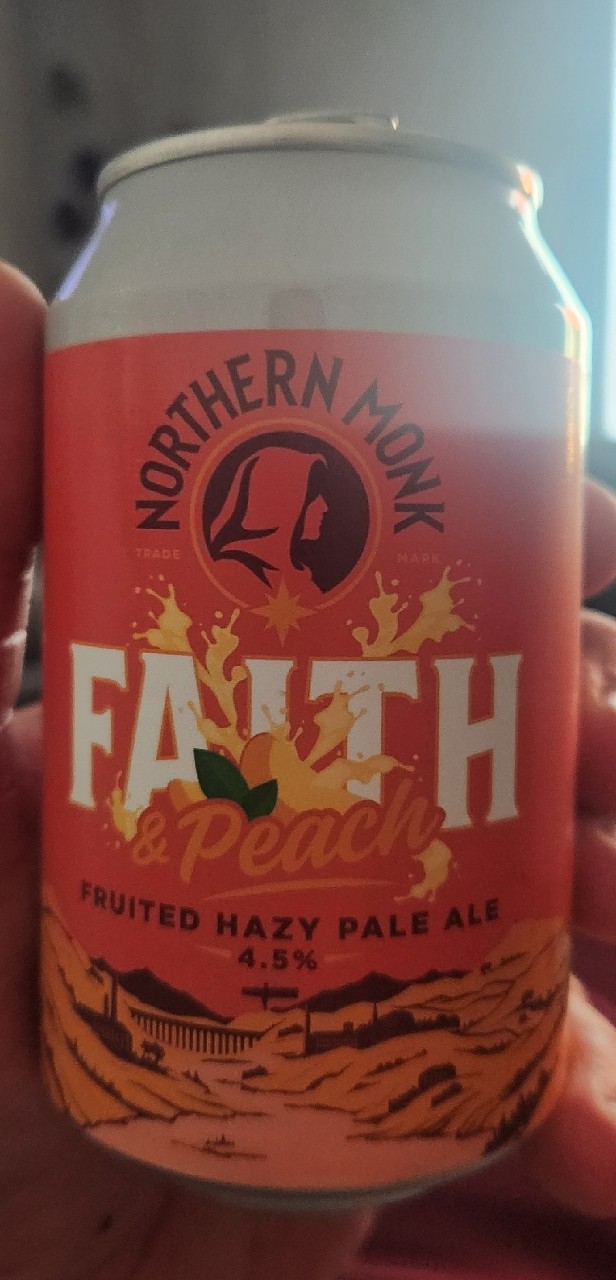 NORTHERN MONK
TRADE MARK
FAITH
& Peach
FRUITED HAZY PALE ALE
4.5%